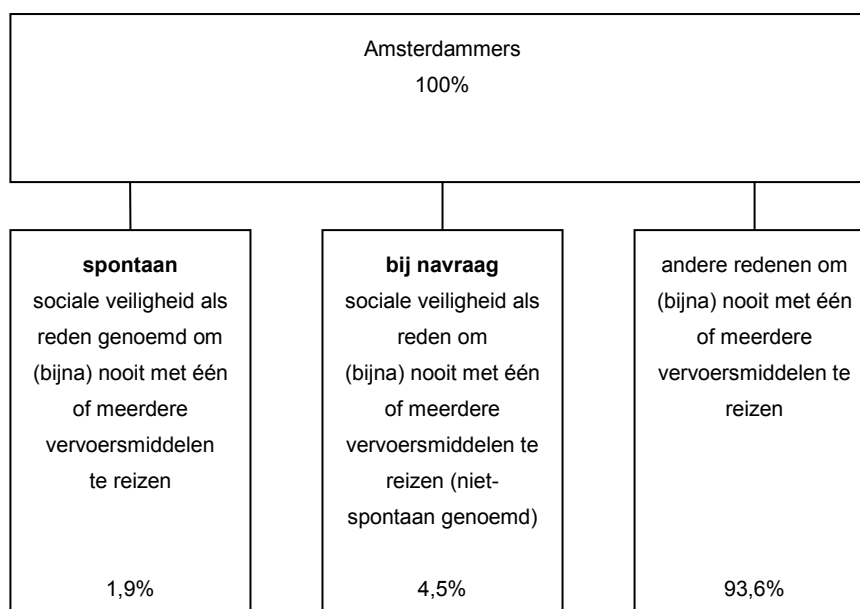 Amsterdammers
100%
spontaan
sociale veiligheid als
reden genoemd om
(bijna) nooit met één
of meerdere
vervoersmiddelen
te reizen
1,9%
bij navraag
sociale veiligheid als
reden om
(bijna) nooit met één
of meerdere
vervoersmiddelen te
reizen (niet-
spontaan genoemd)
4,5%
andere redenen om
(bijna) nooit met één
of meerdere
vervoersmiddelen te
reizen
93,6%